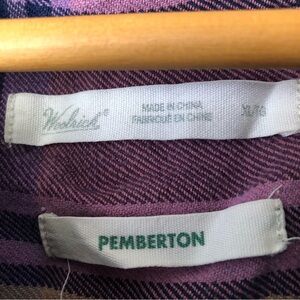 Woolrich®
MADE IN CHINA
FABRIQUÉ EN CHINE
XL/TG
PEMBERTON